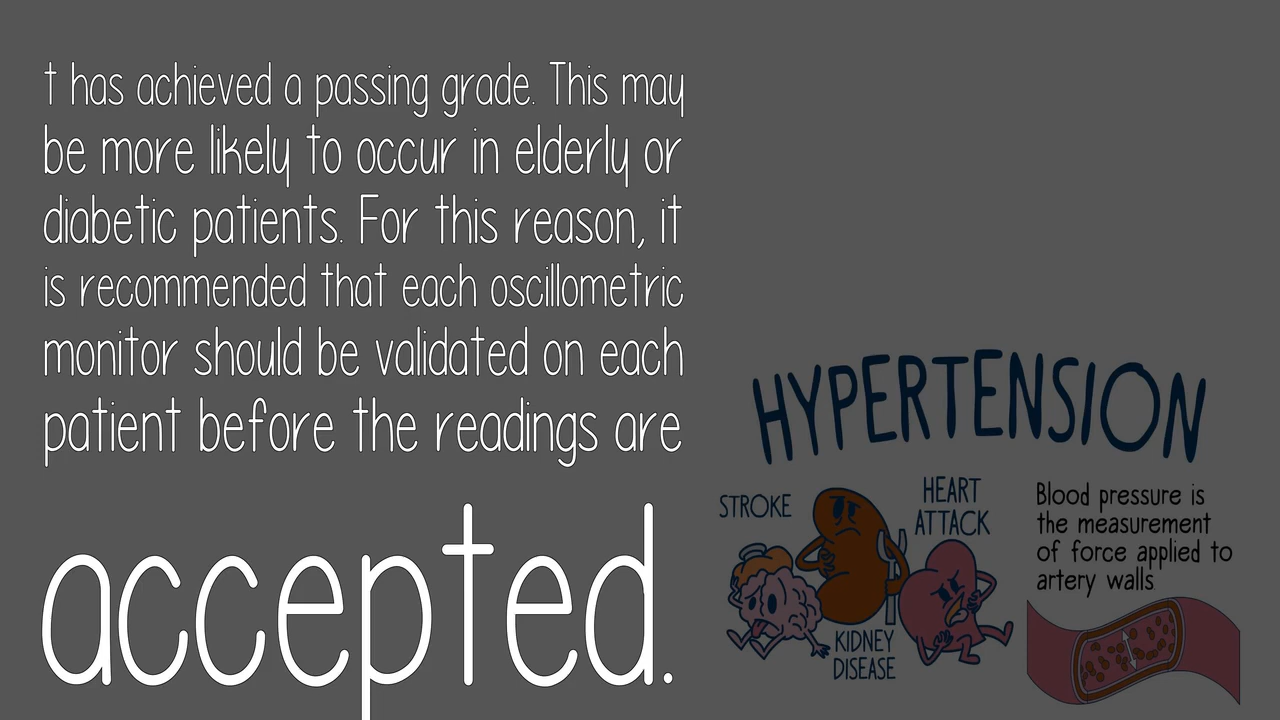 t has achieved a passing grade. This may
be more likely to occur in elderly or
diabetic patients. For this reason, it
is recommended that each oscillometric
monitor should be validated on each
patient before the readings are
accepted.
HYPERTENSION
STROKE
HEART
ATTACK
KIDNEY
DISEASE
Blood pressure is
the measurement
of force applied to
artery walls